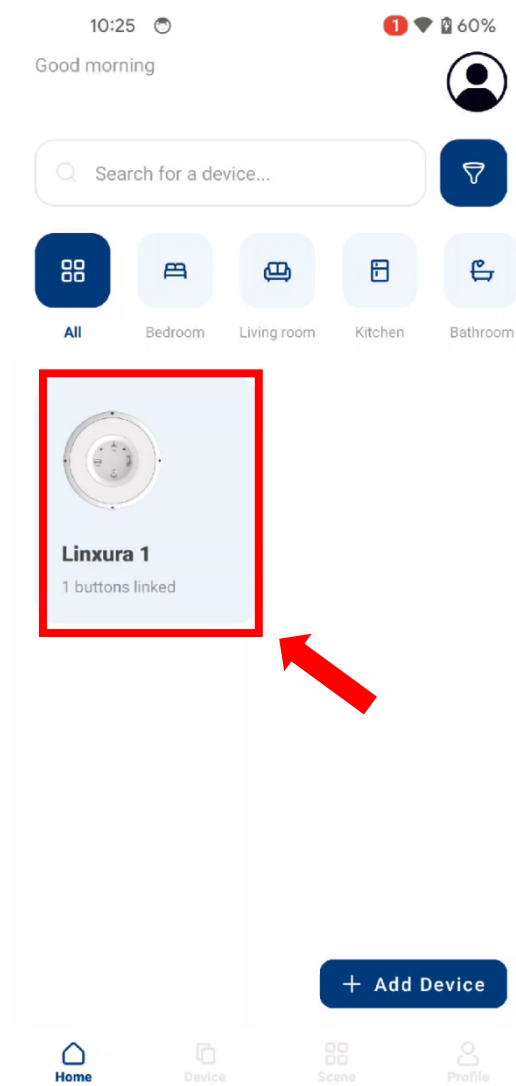 10:25
1
60%
Good morning
Search for a device...
All
Bedroom
Living room
Kitchen
Bathroom
Linxura 1
1 buttons linked
+ Add Device
Home
Device
Scene
Profile